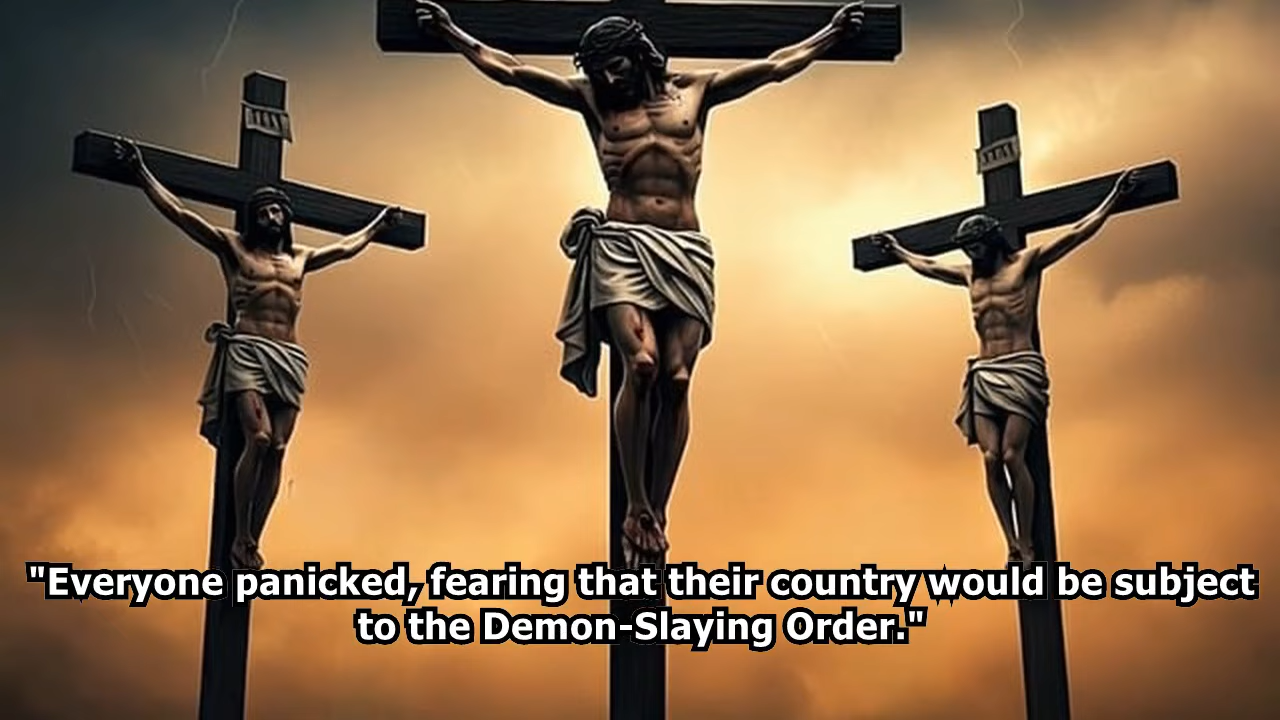 "Everyone panicked, fearing that their country would be subject
to the Demon-Slaying Order."